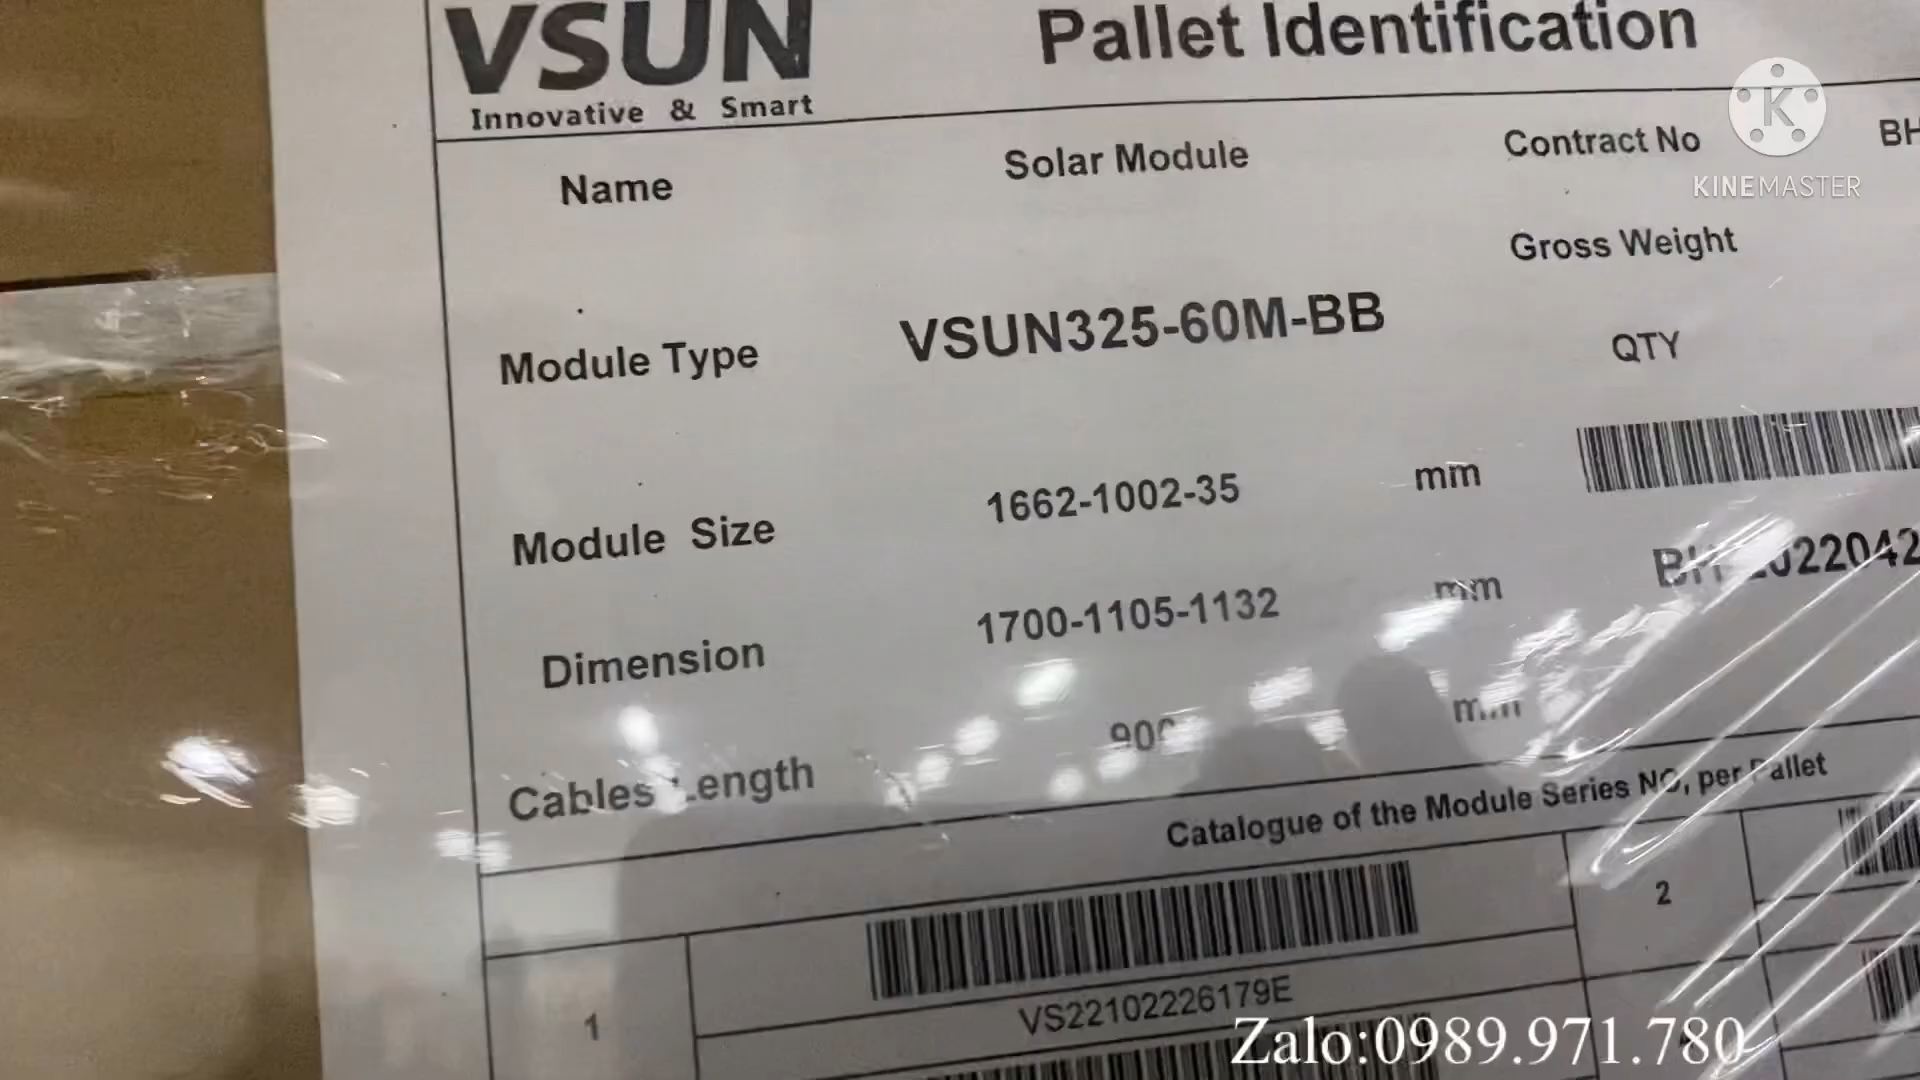 VSUN
Innovative & Smart
Pallet Identification
KINEMASTER
Name
Solar Module
Contract No
Gross Weight
Module Type
VSUN325-60M-BB
QTY
Module Size
1662-1002-35
mm
Dimension
1700-1105-1132
mm
Cables Length
mm
Catalogue of the Module Series NO, per Pallet
1
2
VS22102226179E
Zalo:0989.971.780